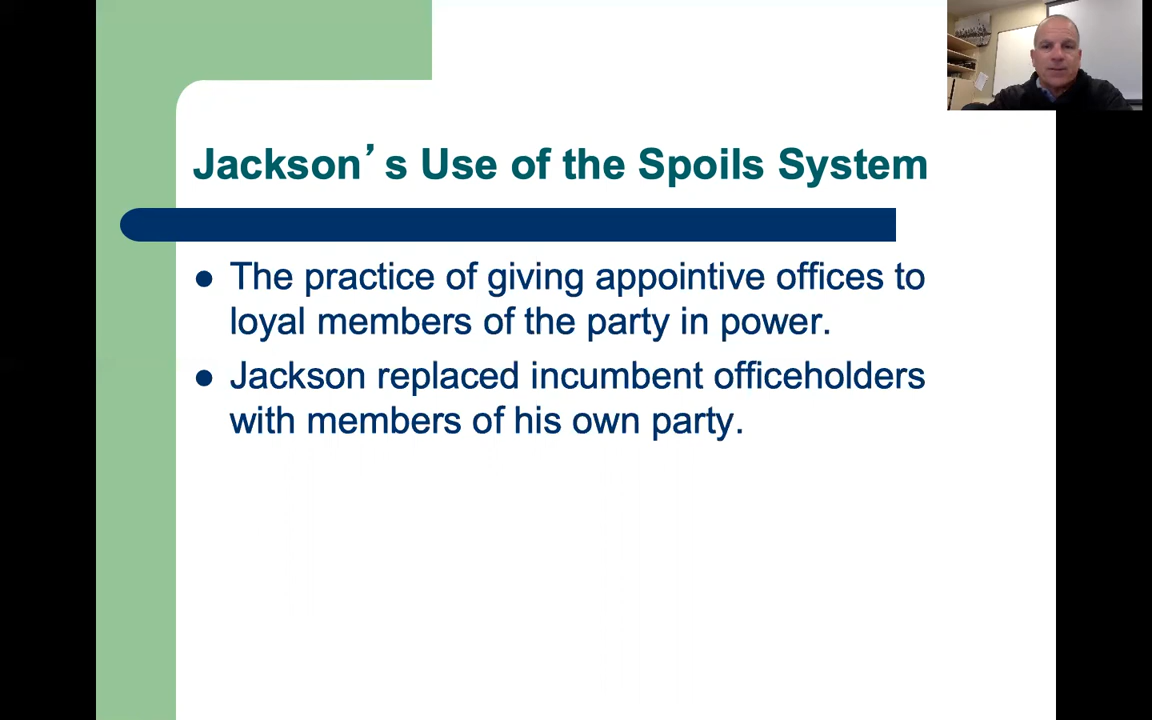 Jackson’s Use of the Spoils System
● The practice of giving appointive offices to
loyal members of the party in power.
● Jackson replaced incumbent officeholders
with members of his own party.